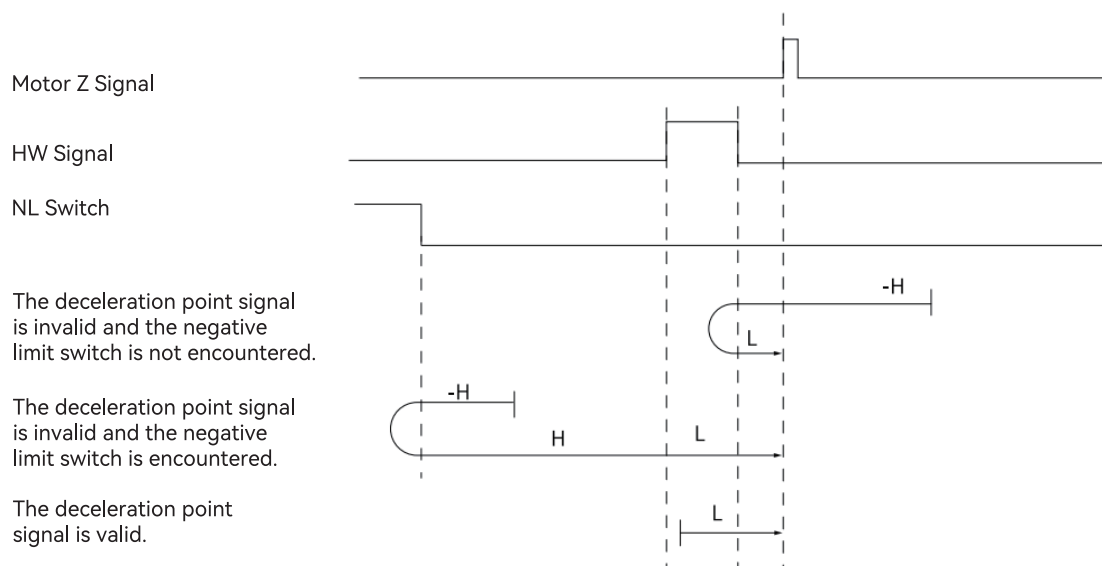 Motor Z Signal
HW Signal
NL Switch
The deceleration point signal
is invalid and the negative
limit switch is not encountered.
-H
L
The deceleration point signal
is invalid and the negative
limit switch is encountered.
-H
H
L
The deceleration point
signal is valid.
L